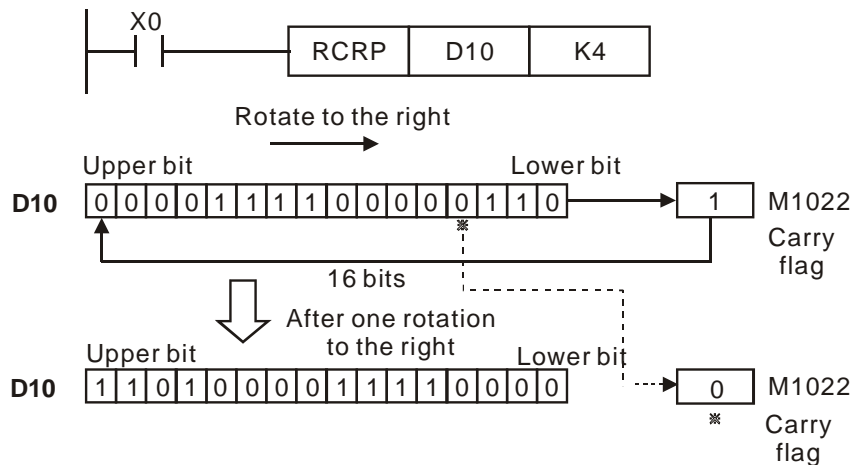 X0
RCRP D10 K4
Rotate to the right
Upper bit Lower bit
D10 0 0 0 0 1 1 1 1 0 0 0 0 0 1 1 0 1 M1022
※ Carry
flag
16 bits
After one rotation
to the right
Upper bit Lower bit
D10 1 1 0 1 0 0 0 0 1 1 1 1 0 0 0 0 0 M1022
※ Carry
flag